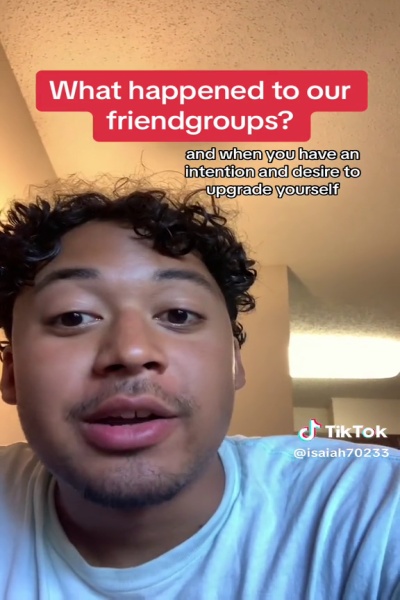 What happened to our
friendgroups?
and when you have an
intention and desire to
upgrade yourself
TikTok
@isaiah70233